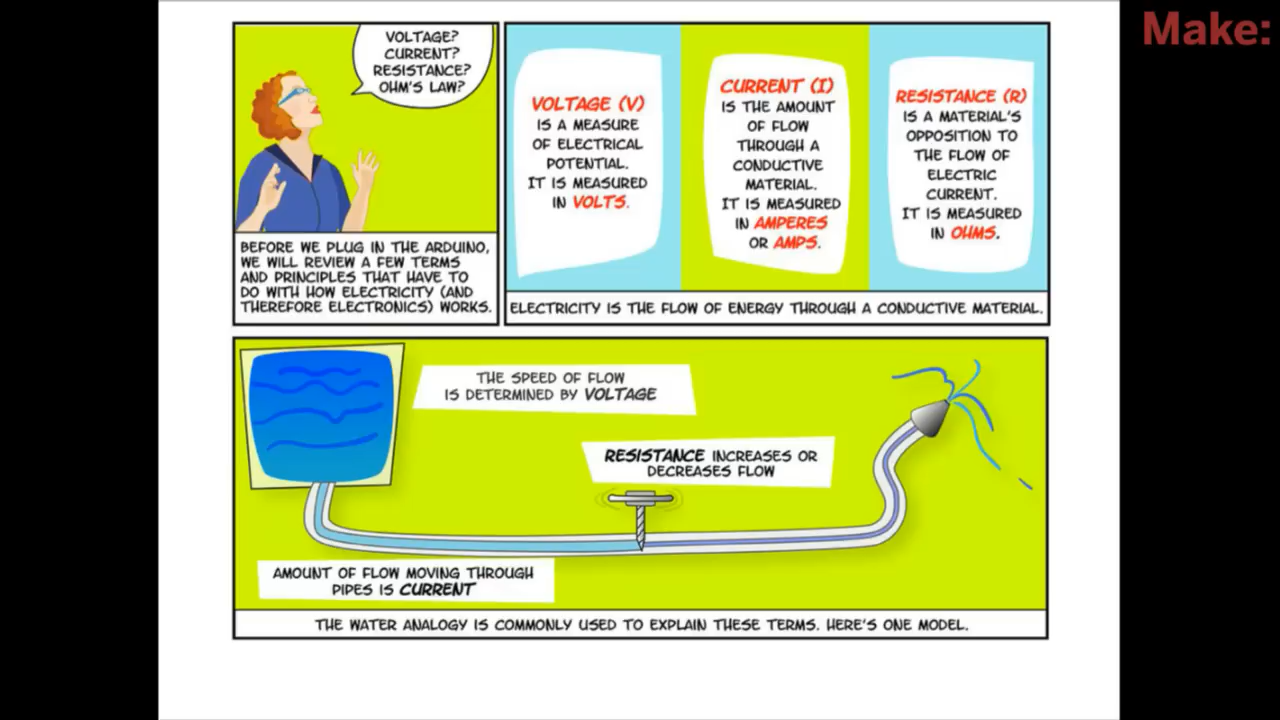 Make:
VOLTAGE?
CURRENT?
RESISTANCE?
OHM'S LAW?
BEFORE WE PLUG IN THE ARDUINO,
WE WILL REVIEW A FEW TERMS
AND PRINCIPLES THAT HAVE TO
DO WITH HOW ELECTRICITY (AND
THEREFORE ELECTRONICS) WORKS.
VOLTAGE (V)
IS A MEASURE
OF ELECTRICAL
POTENTIAL.
IT IS MEASURED
IN VOLTS.
CURRENT (I)
IS THE AMOUNT
OF FLOW
THROUGH A
CONDUCTIVE
MATERIAL.
IT IS MEASURED
IN AMPERES
OR AMPS.
RESISTANCE (R)
IS A MATERIAL'S
OPPOSITION TO
THE FLOW OF
ELECTRIC
CURRENT.
IT IS MEASURED
IN OHMS.
ELECTRICITY IS THE FLOW OF ENERGY THROUGH A CONDUCTIVE MATERIAL.
THE SPEED OF FLOW
IS DETERMINED BY VOLTAGE
RESISTANCE INCREASES OR
DECREASES FLOW
AMOUNT OF FLOW MOVING THROUGH
PIPES IS CURRENT
THE WATER ANALOGY IS COMMONLY USED TO EXPLAIN THESE TERMS. HERE'S ONE MODEL.